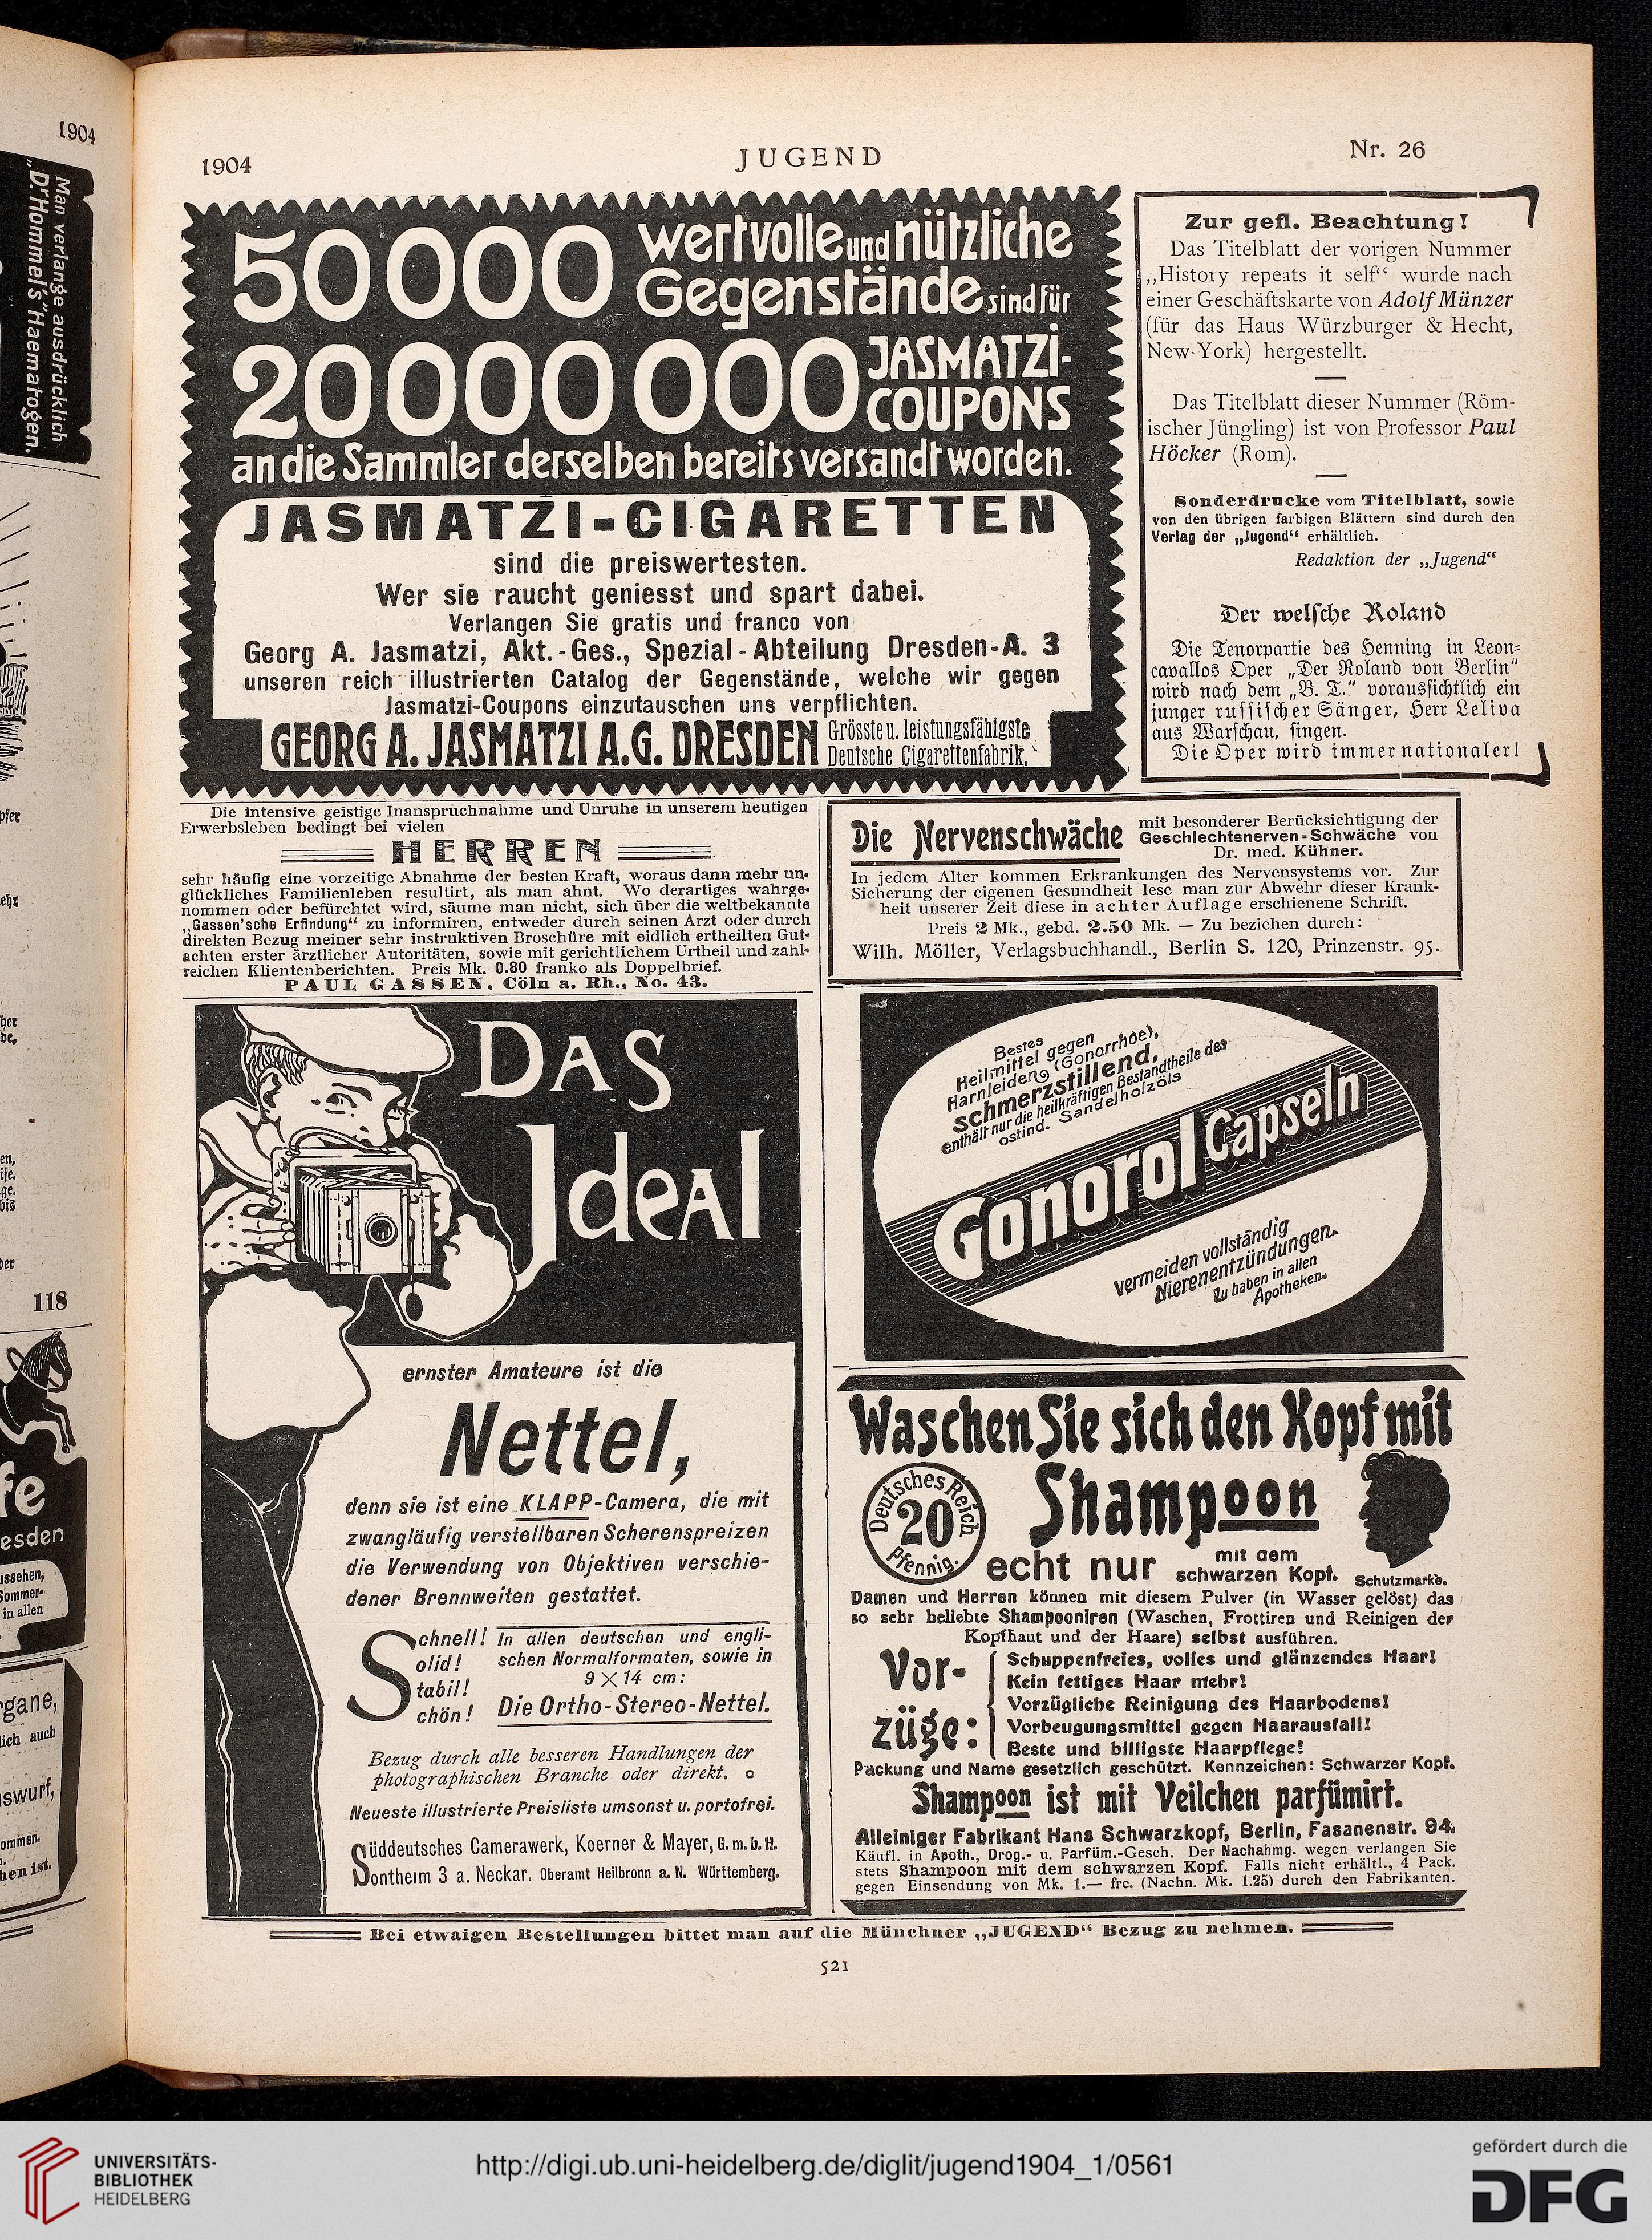 1904
JUGEND
Nr. 26
50000 wertvolle und nützliche
Gegenstände sind für
20000000 JASMATZI-
COUPONS
an die Sammler derselben bereits versandt worden.
JASMATZI-CIGARETTEN
sind die preiswertesten.
Wer sie raucht geniesst und spart dabei.
Verlangen Sie gratis und franco von
Georg A. Jasmatzi, Akt.-Ges., Spezial-Abteilung Dresden-A. 3
unseren reich illustrierten Catalog der Gegenstände, welche wir gegen
Jasmatzi-Coupons einzutauschen uns verpflichten.
GEORG A. JASMATZI A.G. DRESDEN Grösste u. leistungsfähigste
Deutsche Cigarettenfabrik.
Zur gefl. Beachtung!
Das Titelblatt der vorigen Nummer
„History repeats it self“ wurde nach
einer Geschäftskarte von Adolf Münzer
(für das Haus Würzburger & Hecht,
New-York) hergestellt.
Das Titelblatt dieser Nummer (Röm-
ischer Jüngling) ist von Professor Paul
Höcker (Rom).
Sonderdrucke vom Titelblatt, sowie
von den übrigen farbigen Blättern sind durch den
Verlag der „Jugend“ erhältlich.
Redaktion der „Jugend“
Der welsche Roland
Die Tenorpartie des Henning in Leon-
cavallos Oper „Der Roland von Berlin“
wird nach dem „B. T.“ voraussichtlich ein
junger russischer Sänger, Herr Leliva
aus Warschau, singen.
Die Oper wird immer nationaler!
Die intensive geistige Inanspruchnahme und Unruhe in unserem heutigen
Erwerbsleben bedingt bei vielen
HERREN
sehr häufig eine vorzeitige Abnahme der besten Kraft, woraus dann mehr un-
glückliches Familienleben resultirt, als man ahnt. Wo derartiges wahrge-
nommen oder befürchtet wird, säume man nicht, sich über die weltbekannte
„Gassen'sche Erfindung“ zu informiren, entweder durch seinen Arzt oder durch
direkten Bezug meiner sehr instruktiven Broschüre mit eidlich ertheilten Gut-
achten erster ärztlicher Autoritäten, sowie mit gerichtlichem Urtheil und zahl-
reichen Klientenberichten. Preis Mk. 0.80 franko als Doppelbrief.
PAUL GASSEN, Cöln a. Rh., No. 43.
Die Nervenschwäche mit besonderer Berücksichtigung der
Geschlechtsnerven-Schwäche von
Dr. med. Kühner.
In jedem Alter kommen Erkrankungen des Nervensystems vor. Zur
Sicherung der eigenen Gesundheit lese man zur Abwehr dieser Krank-
heit unserer Zeit diese in achter Auflage erschienene Schrift.
Preis 2 Mk., gebd. 2.50 Mk. — Zu beziehen durch:
Wilh. Möller, Verlagsbuchhandl., Berlin S. 120, Prinzenstr. 95.
DAS
IdeAl
ernster Amateure ist die
Nettel,
denn sie ist eine KLAPP-Camera, die mit
zwangläufig verstellbaren Scherenspreizen
die Verwendung von Objektiven verschie-
dener Brennweiten gestattet.
Schnell!
olid!
tabil!
chön!
In allen deutschen und engli-
schen Normalformaten, sowie in
9 × 14 cm:
Die Ortho-Stereo-Nettel.
Bezug durch alle besseren Handlungen der
photographischen Branche oder direkt.
Neueste illustrierte Preisliste umsonst u. portofrei.
Süddeutsches Camerawerk, Koerner & Mayer, G. m. b. H.
Sontheim 3 a. Neckar. Oberamt Heilbronn a. N. Württemberg.
Bestes
Heilmittel gegen
Harnleiden (Gonorrhöe),
schmerzstillend,
enthält nur die heilkräftigen Bestandtheile des
ostind. Sandelholzöls
Gonorol Capseln
vermeiden vollständig
Nierenentzündungen.
Zu haben in allen
Apotheken.
Waschen Sie sich den Kopf mit
Shampoon
Deutsches Reich
20
Pfennig.
echt nur mit dem
schwarzen Kopf.
Schutzmarke.
Damen und Herren können mit diesem Pulver (in Wasser gelöst) das
so sehr beliebte Shampooniren (Waschen, Frottiren und Reinigen der
Kopfhaut und der Haare) selbst ausführen.
Vor-
züge:
Schuppenfreies, volles und glänzendes Haar!
Kein fettiges Haar mehr!
Vorzügliche Reinigung des Haarbodens!
Vorbeugungsmittel gegen Haarausfall!
Beste und billigste Haarpflege!
Packung und Name gesetzlich geschützt. Kennzeichen: Schwarzer Kopf.
Shampoon ist mit Veilchen parfümirt.
Alleiniger Fabrikant Hans Schwarzkopf, Berlin, Fasanenstr. 94.
Käufl. in Apoth., Drog.- u. Parfüm.-Gesch. Der Nachahmg. wegen verlangen Sie
stets Shampoon mit dem schwarzen Kopf. Falls nicht erhältl., 4 Pack.
gegen Einsendung von Mk. 1.— frc. (Nachn. Mk. 1.25) durch den Fabrikanten.
Bei etwaigen Bestellungen bittet man auf die Münchner „JUGEND“ Bezug zu nehmen.
521
1904
Man verlange ausdrücklich
„Dr. Hommel's“ Haematogen.
118
fe
esden
Sommer-
in allen
gane,
lich auch
swurf,
hen ist.
UNIVERSITÄTS-
BIBLIOTHEK
HEIDELBERG
http://digi.ub.uni-heidelberg.de/diglit/jugend1904_1/0561
gefördert durch die
DFG